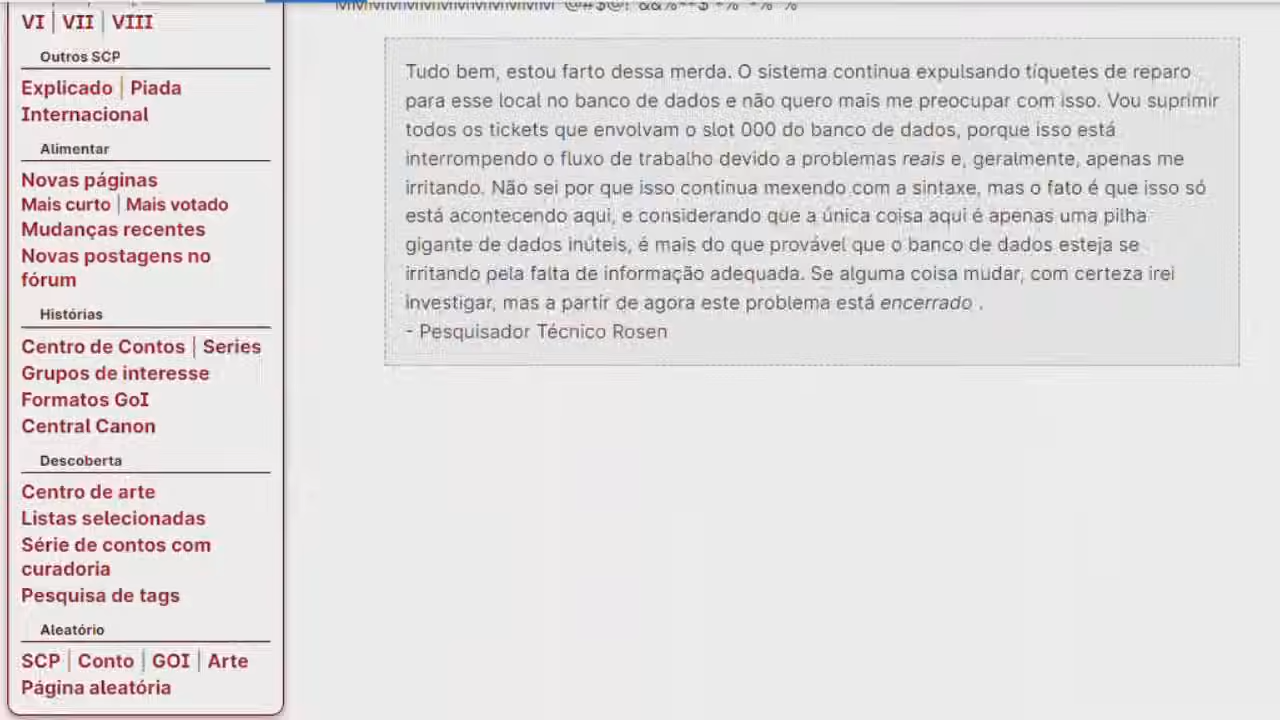 VI | VII | VIII
Outros SCP
Explicado | Piada
Internacional
Alimentar
Novas páginas
Mais curto | Mais votado
Mudanças recentes
Novas postagens no
fórum
Histórias
Centro de Contos | Series
Grupos de interesse
Formatos GoI
Central Canon
Descoberta
Centro de arte
Listas selecionadas
Série de contos com
curadoria
Pesquisa de tags
Aleatório
SCP | Conto | GOI | Arte
Página aleatória
Tudo bem, estou farto dessa merda. O sistema continua expulsando tíquetes de reparo
para esse local no banco de dados e não quero mais me preocupar com isso. Vou suprimir
todos os tickets que envolvam o slot 000 do banco de dados, porque isso está
interrompendo o fluxo de trabalho devido a problemas reais e, geralmente, apenas me
irritando. Não sei por que isso continua mexendo com a sintaxe, mas o fato é que isso só
está acontecendo aqui, e considerando que a única coisa aqui é apenas uma pilha
gigante de dados inúteis, é mais do que provável que o banco de dados esteja se
irritando pela falta de informação adequada. Se alguma coisa mudar, com certeza irei
investigar, mas a partir de agora este problema está encerrado .
- Pesquisador Técnico Rosen